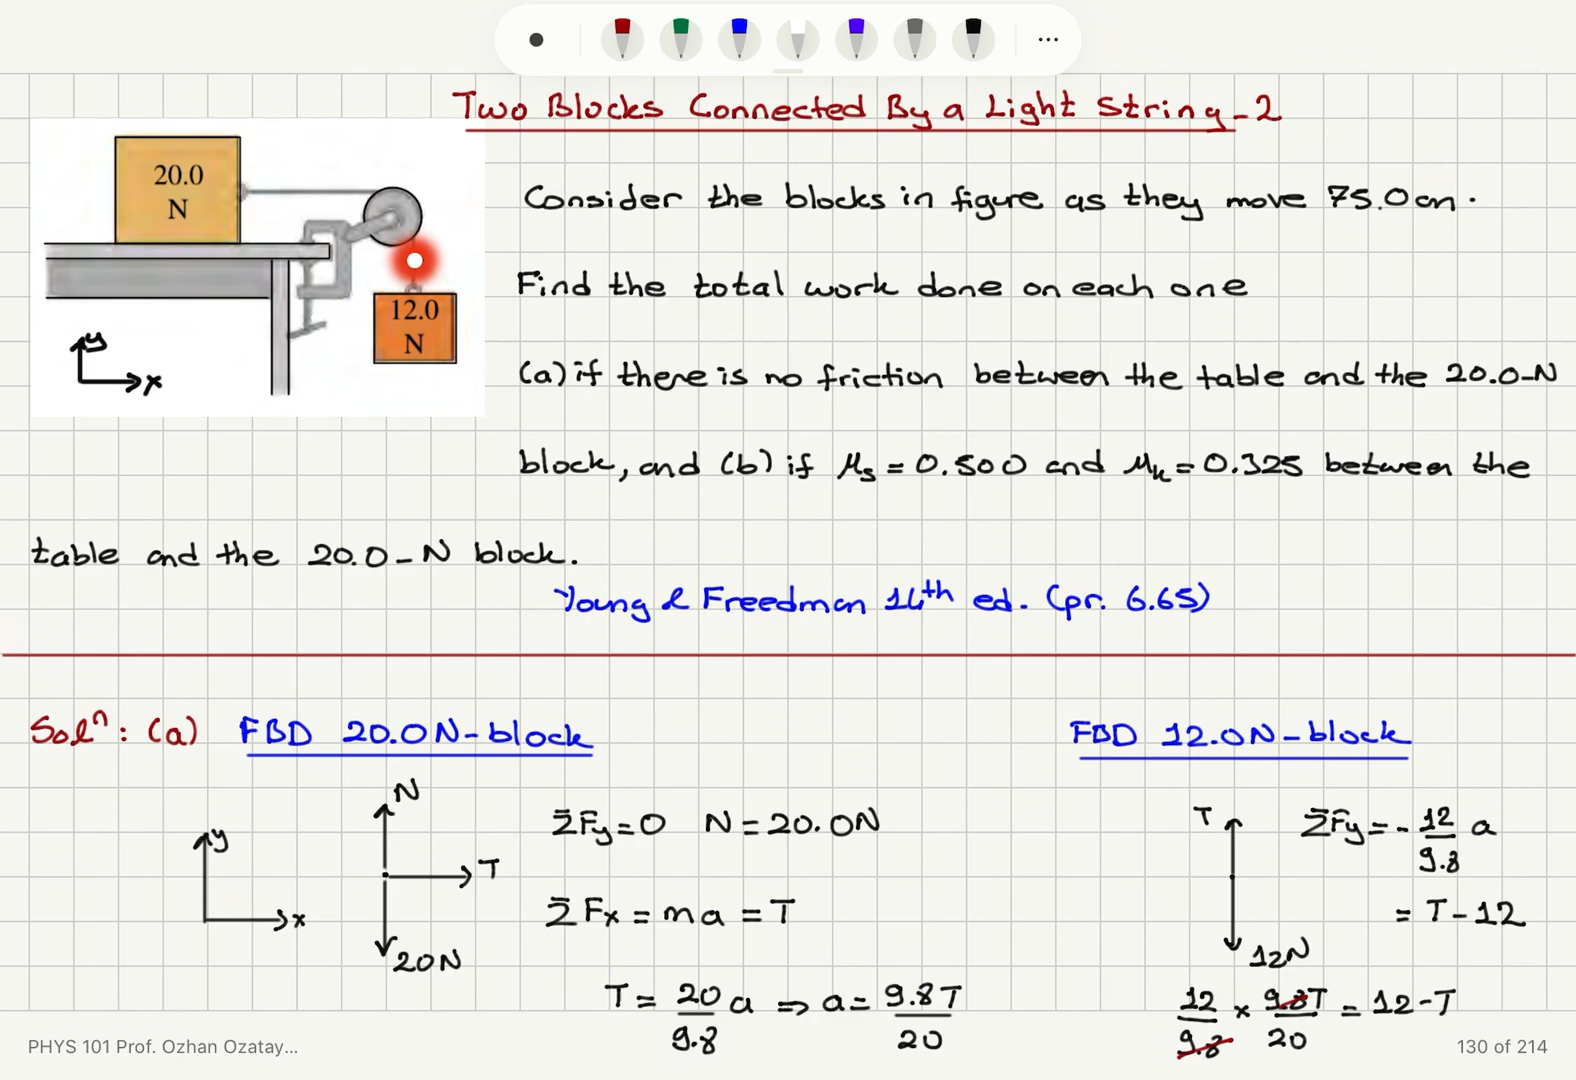 Two Blocks Connected By a Light String-2
20.0
N
12.0
N
y
x
Consider the blocks in figure as they move 75.0cm.
Find the total work done on each one
(a) if there is no friction between the table and the 20.0-N
block, and (b) if μs = 0.500 and μk = 0.325 between the
table and the 20.0-N block.
Young & Freedman 14th ed. (pr. 6.65)
Solⁿ: (a) FBD 20.0N-block
FBD 12.0N-block
y
x
N
T
20N
ΣFy=0 N=20.0N
ΣFx = ma = T
T = 20/9.8 a ⇒ a = 9.8T/20
T
12N
ΣFy = - 12/9.8 a
= T-12
12/9.8 × 9.8T/20 = 12-T
PHYS 101 Prof. Ozhan Ozatay...
130 of 214